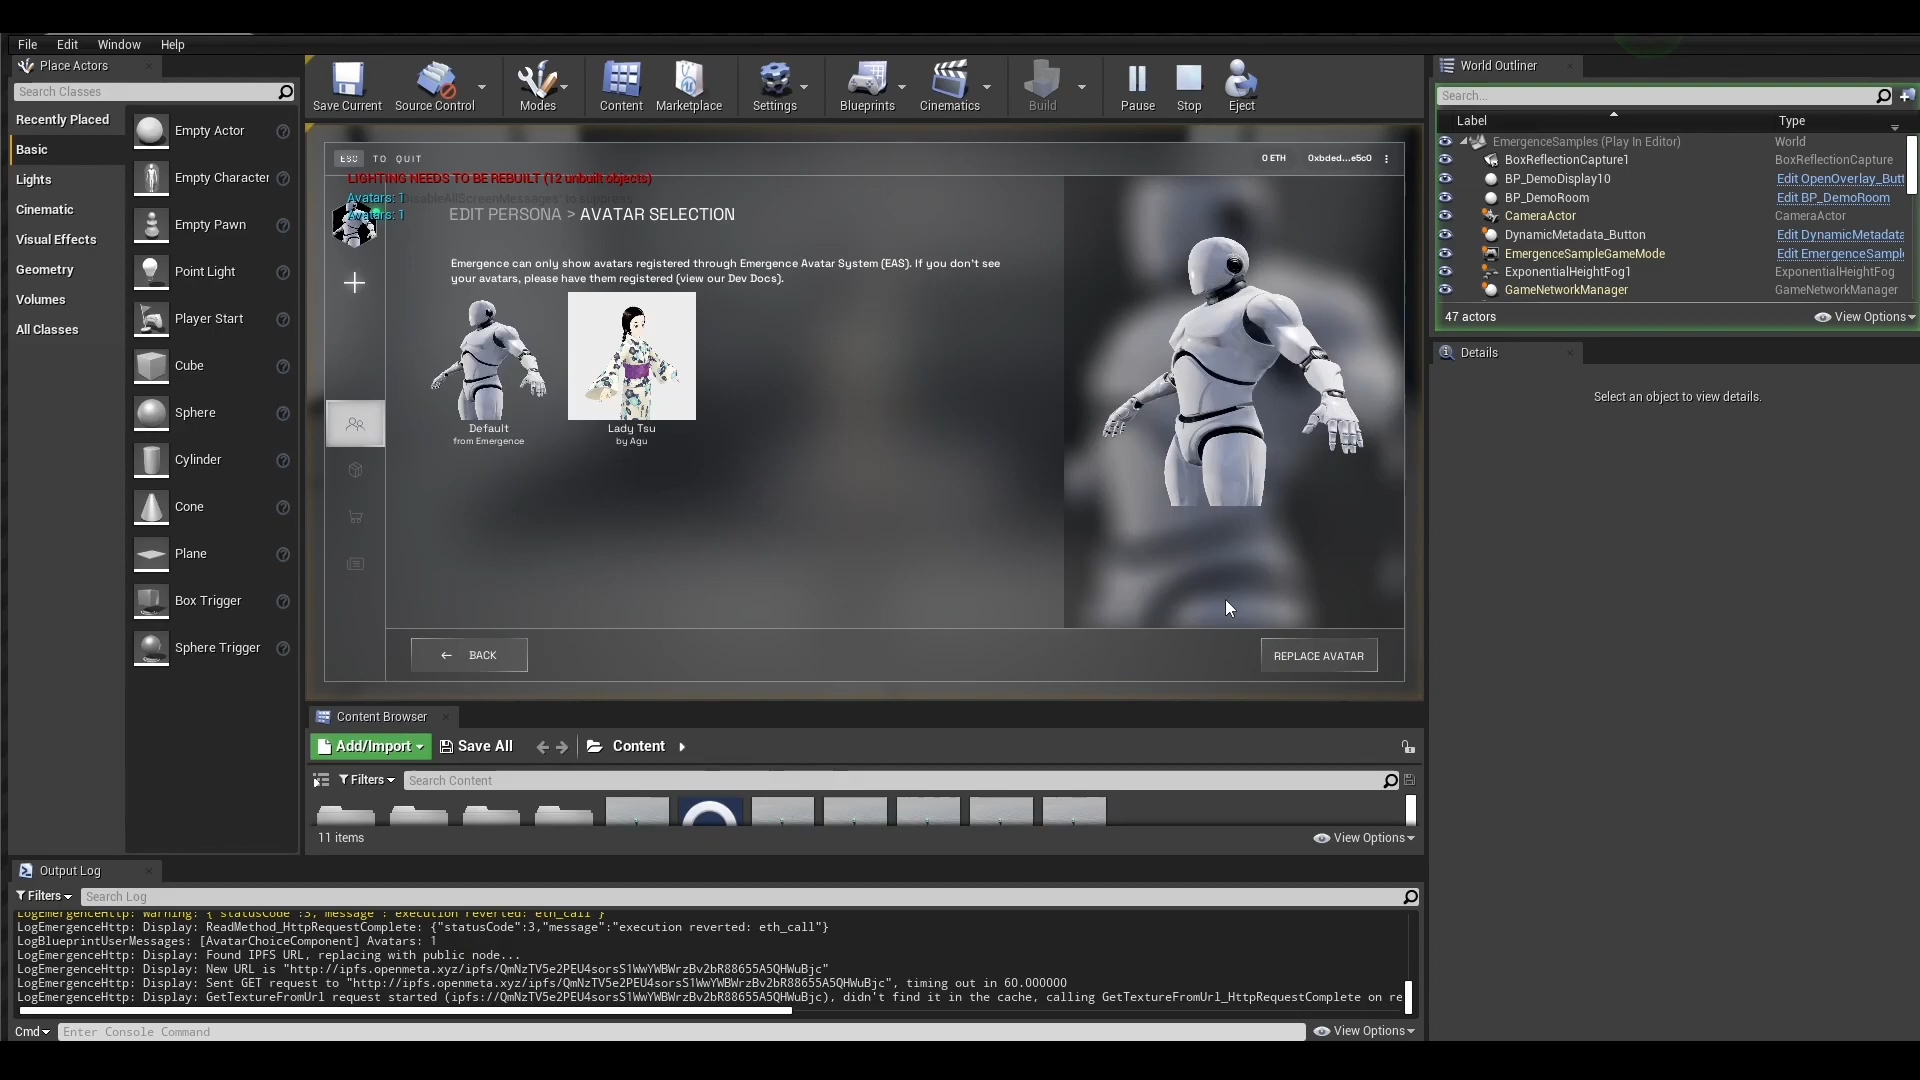 File Edit Window Help
Place Actors
Search Classes
Recently Placed
Basic
Lights
Cinematic
Visual Effects
Geometry
Volumes
All Classes
Empty Actor
Empty Character
Empty Pawn
Point Light
Player Start
Cube
Sphere
Cylinder
Cone
Plane
Box Trigger
Sphere Trigger
Save Current
Source Control
Modes
Content
Marketplace
Settings
Blueprints
Cinematics
Build
Pause
Stop
Eject
ESC TO QUIT
0 ETH 0xbded...e5c0
LIGHTING NEEDS TO BE REBUILT (12 unbuilt objects)
Avatars: 1
DisableAllScreenMessages' to suppress
Avatars: 1
EDIT PERSONA > AVATAR SELECTION
Emergence can only show avatars registered through Emergence Avatar System (EAS). If you don't see
your avatars, please have them registered (view our Dev Docs).
Default
from Emergence
Lady Tsu
by Agu
BACK
REPLACE AVATAR
World Outliner
Search...
Label Type
EmergenceSamples (Play In Editor) World
BoxReflectionCapture1 BoxReflectionCapture
BP_DemoDisplay10 Edit OpenOverlay_Butt
BP_DemoRoom Edit BP_DemoRoom
CameraActor CameraActor
DynamicMetadata_Button Edit DynamicMetadata
EmergenceSampleGameMode Edit EmergenceSample
ExponentialHeightFog1 ExponentialHeightFog
GameNetworkManager GameNetworkManager
47 actors View Options
Details
Select an object to view details.
Content Browser
Add/Import Save All Content
Filters Search Content
11 items View Options
Output Log
Filters Search Log
LogEmergenceHttp: Warning: {"statusCode":3,"message":"execution reverted: eth_call"}
LogEmergenceHttp: Display: ReadMethod_HttpRequestComplete: {"statusCode":3,"message":"execution reverted: eth_call"}
LogBlueprintUserMessages: [AvatarChoiceComponent] Avatars: 1
LogEmergenceHttp: Display: Found IPFS URL, replacing with public node...
LogEmergenceHttp: Display: New URL is "http://ipfs.openmeta.xyz/ipfs/QmNzTV5e2PEU4sorsS1WwYWBWrzBv2bR88655A5QHWuBjc"
LogEmergenceHttp: Display: Sent GET request to "http://ipfs.openmeta.xyz/ipfs/QmNzTV5e2PEU4sorsS1WwYWBWrzBv2bR88655A5QHWuBjc", timing out in 60.000000
LogEmergenceHttp: Display: GetTextureFromUrl request started (ipfs://QmNzTV5e2PEU4sorsS1WwYWBWrzBv2bR88655A5QHWuBjc), didn't find it in the cache, calling GetTextureFromUrl_HttpRequestComplete on re
Cmd Enter Console Command View Options